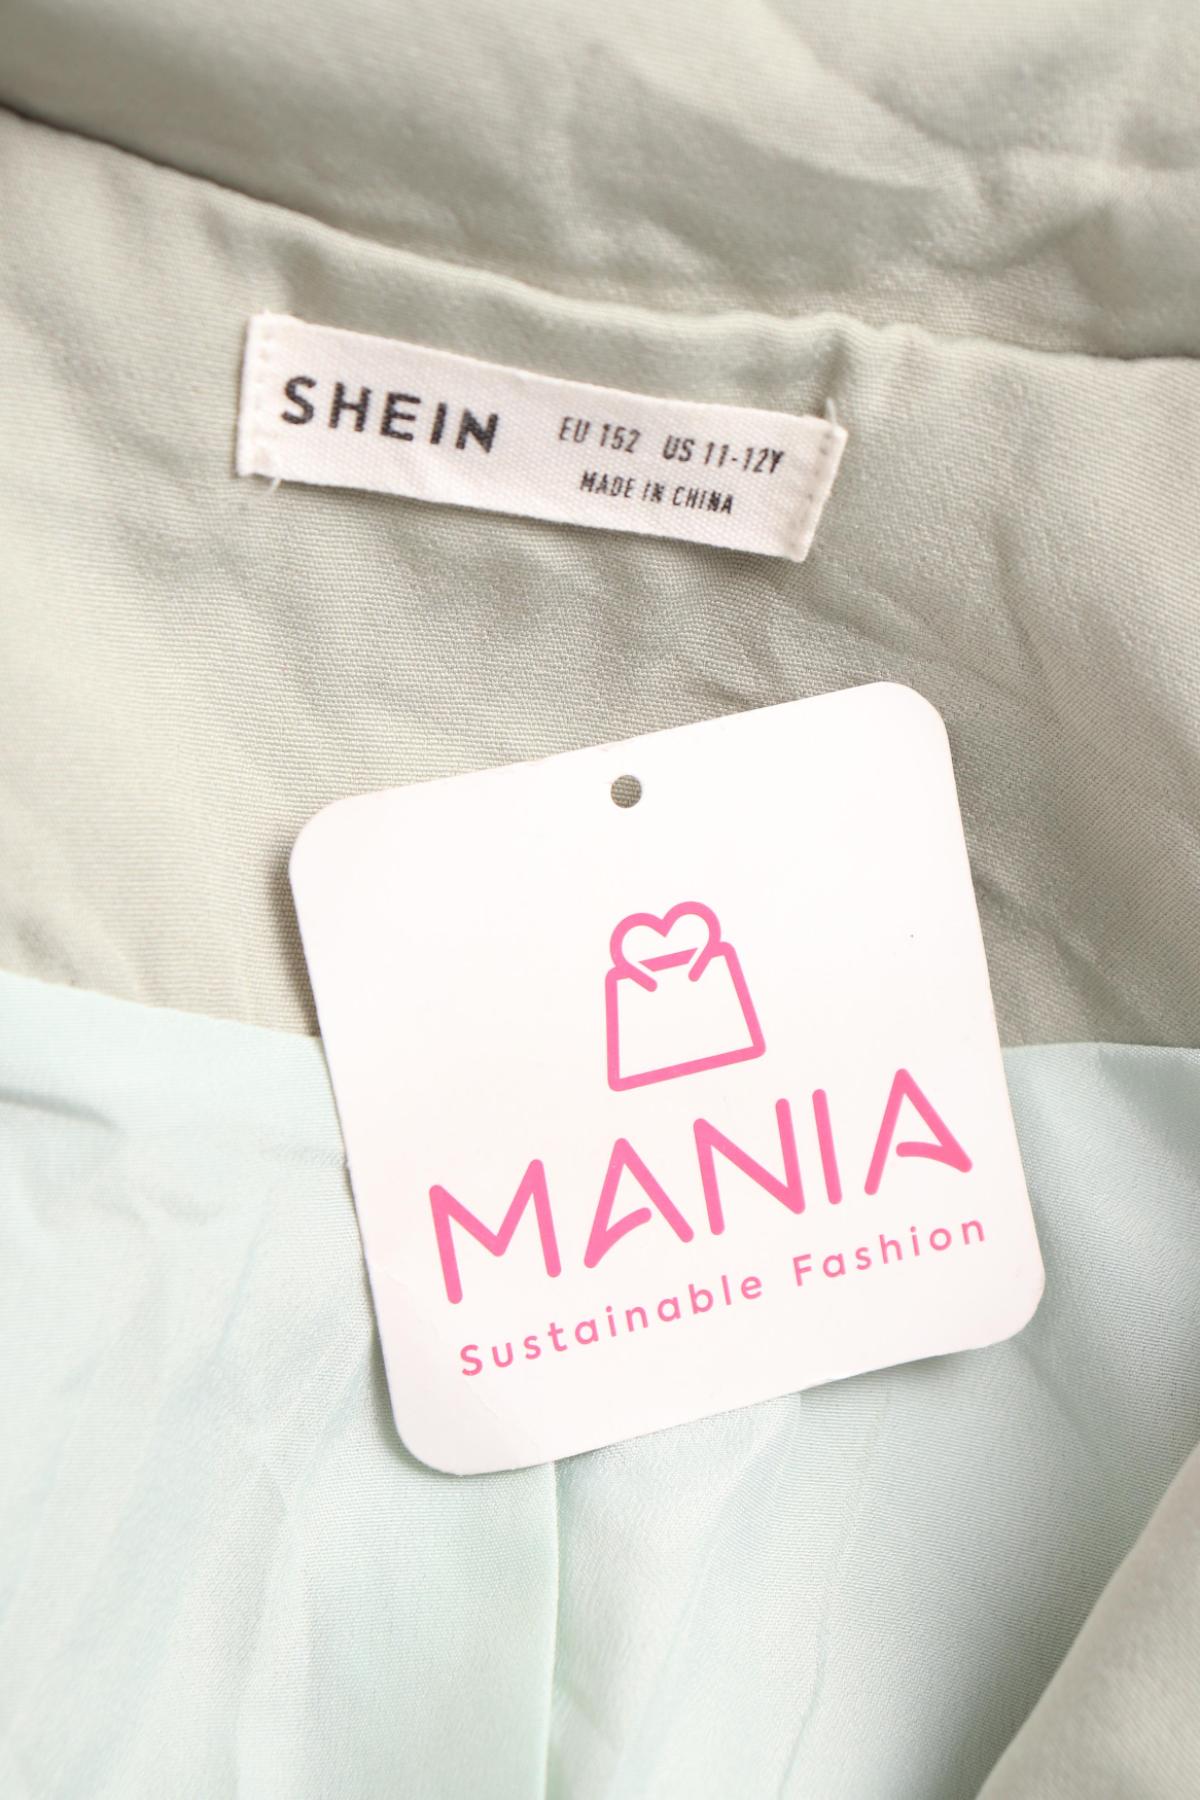 SHEIN
EU 152 US 11-12Y
MADE IN CHINA
MANIA
Sustainable Fashion